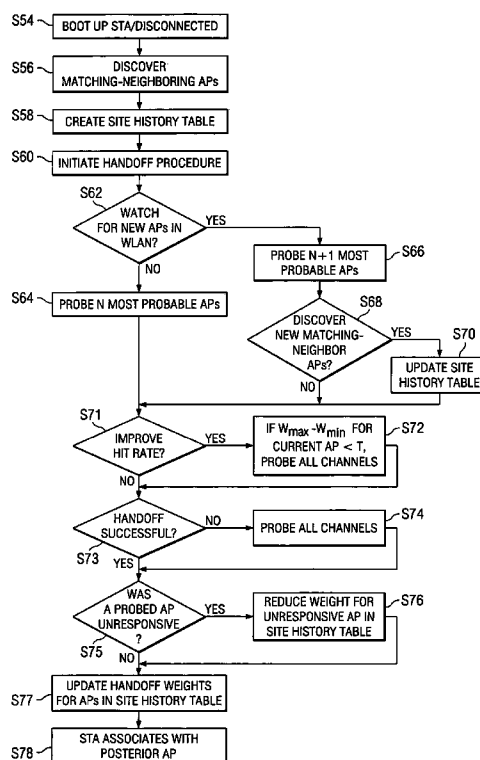 S54
BOOT UP STA/DISCONNECTED
S56
DISCOVER
MATCHING-NEIGHBORING APs
S58
CREATE SITE HISTORY TABLE
S60
INITIATE HANDOFF PROCEDURE
S62
WATCH
FOR NEW APs IN
WLAN?
YES
NO
S66
PROBE N+1 MOST
PROBABLE APs
S64
PROBE N MOST PROBABLE APs
S68
DISCOVER
NEW MATCHING-
NEIGHBOR
APs?
YES
NO
S70
UPDATE SITE
HISTORY TABLE
S71
IMPROVE
HIT RATE?
YES
NO
S72
IF Wmax-Wmin FOR
CURRENT AP < T,
PROBE ALL CHANNELS
S73
HANDOFF
SUCCESSFUL?
NO
YES
S74
PROBE ALL CHANNELS
S75
WAS
A PROBED AP
UNRESPONSIVE
?
YES
NO
S76
REDUCE WEIGHT FOR
UNRESPONSIVE AP IN
SITE HISTORY TABLE
S77
UPDATE HANDOFF WEIGHTS
FOR APs IN SITE HISTORY TABLE
S78
STA ASSOCIATES WITH
POSTERIOR AP